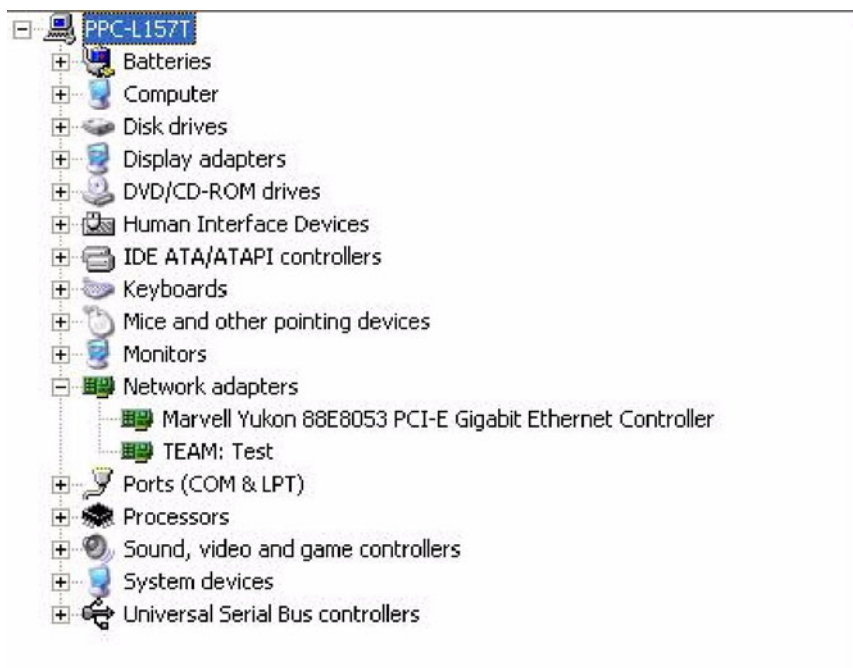 PPC-L157T
Batteries
Computer
Disk drives
Display adapters
DVD/CD-ROM drives
Human Interface Devices
IDE ATA/ATAPI controllers
Keyboards
Mice and other pointing devices
Monitors
Network adapters
Marvell Yukon 88E8053 PCI-E Gigabit Ethernet Controller
TEAM: Test
Ports (COM & LPT)
Processors
Sound, video and game controllers
System devices
Universal Serial Bus controllers